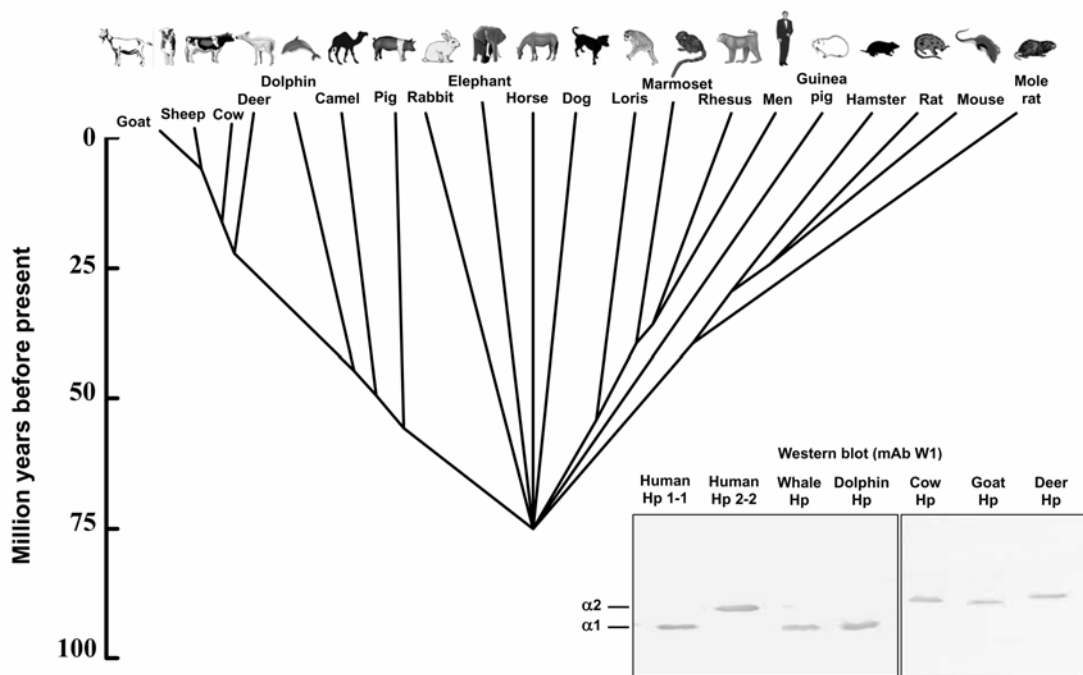 Dolphin
Elephant
Marmoset
Guinea
pig
Mole
rat
Goat
Sheep
Cow
Deer
Camel
Pig
Rabbit
Horse
Dog
Loris
Rhesus
Men
Hamster
Rat
Mouse
0
25
50
75
100
Million years before present
Western blot (mAb W1)
Human
Hp 1-1
Human
Hp 2-2
Whale
Hp
Dolphin
Hp
Cow
Hp
Goat
Hp
Deer
Hp
α2
α1